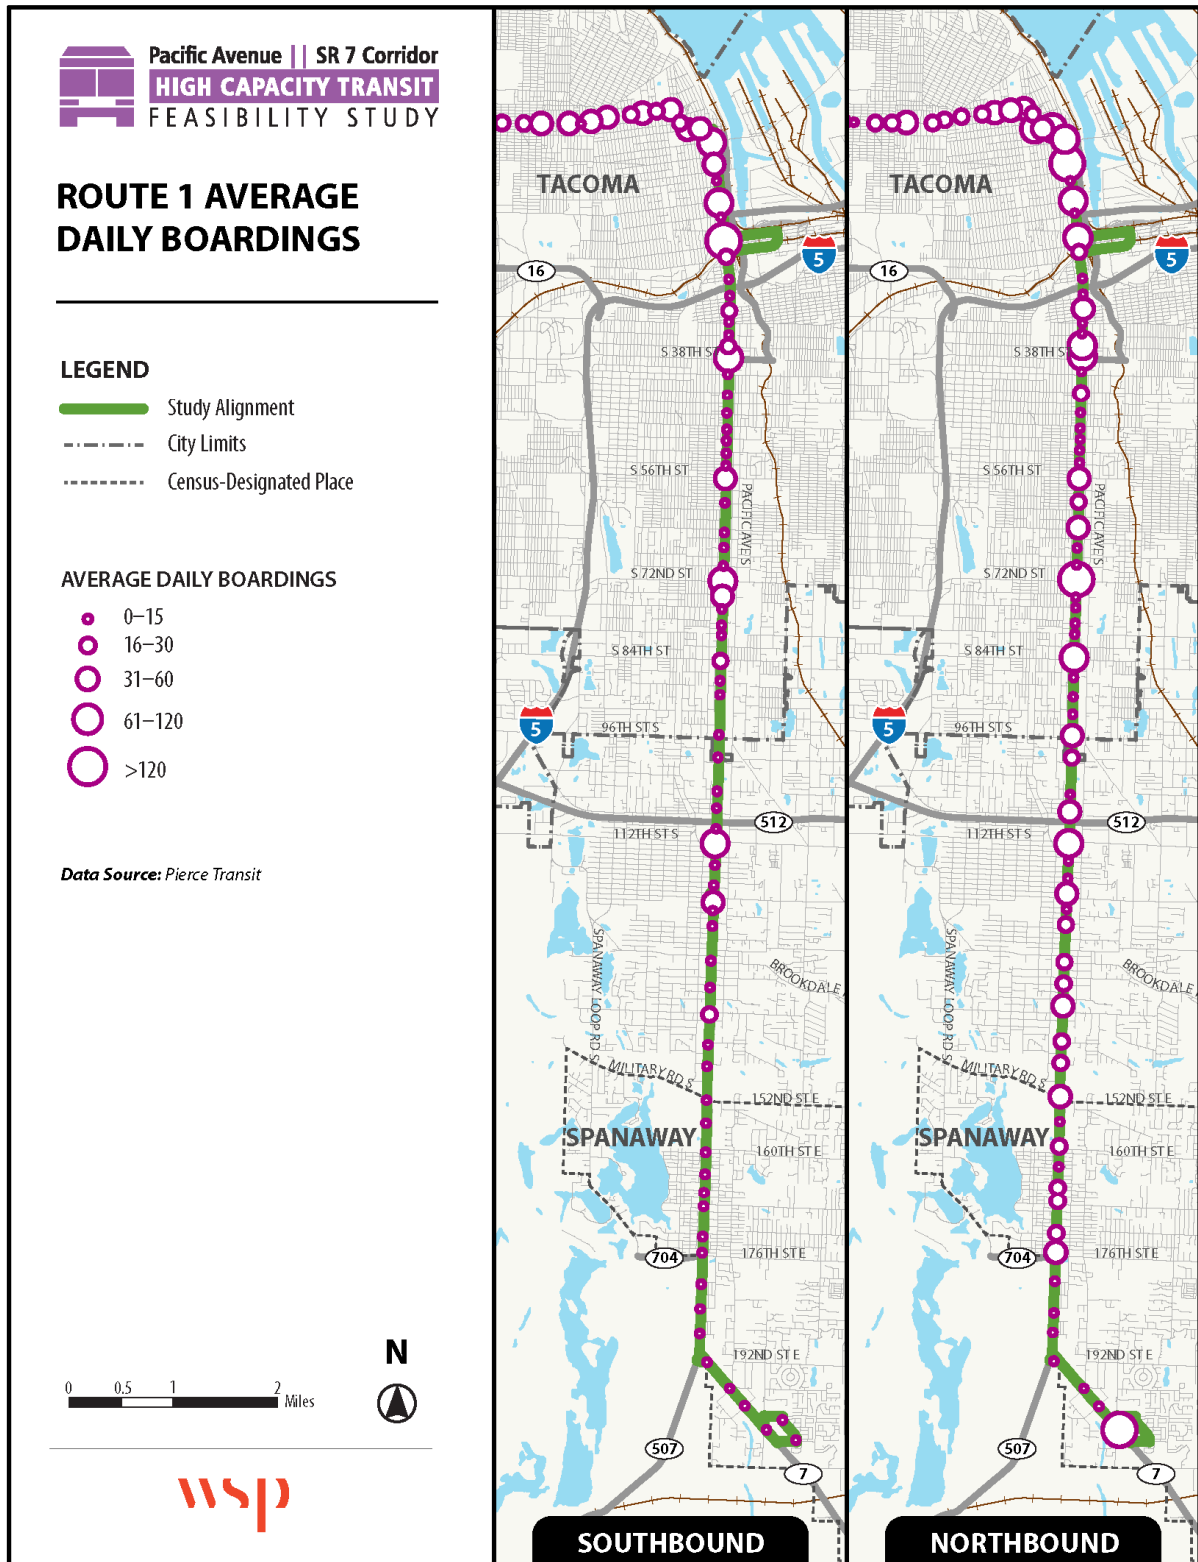 Pacific Avenue || SR 7 Corridor
HIGH CAPACITY TRANSIT
FEASIBILITY STUDY
ROUTE 1 AVERAGE
DAILY BOARDINGS
LEGEND
Study Alignment
City Limits
Census-Designated Place
AVERAGE DAILY BOARDINGS
0–15
16–30
31–60
61–120
>120
Data Source: Pierce Transit
N
0 0.5 1 2
Miles
wsp
TACOMA
5
16
S 38TH ST
S 56TH ST
PACIFIC AVE S
S 72ND ST
S 84TH ST
5
96TH ST S
512
112TH ST S
SPANAWAY LOOP RD S
BROOKDALE
MILITARY RD S
152ND ST E
SPANAWAY
160TH ST E
704
176TH ST E
192ND ST E
507
7
SOUTHBOUND
TACOMA
5
16
S 38TH S
S 56TH ST
PACIFIC AVE S
S 72ND ST
S 84TH ST
5
96TH ST S
512
112TH ST S
SPANAWAY LOOP RD S
BROOKDALE
MILITARY RD S
152ND ST E
SPANAWAY
160TH ST E
704
176TH ST E
192ND ST E
507
7
NORTHBOUND